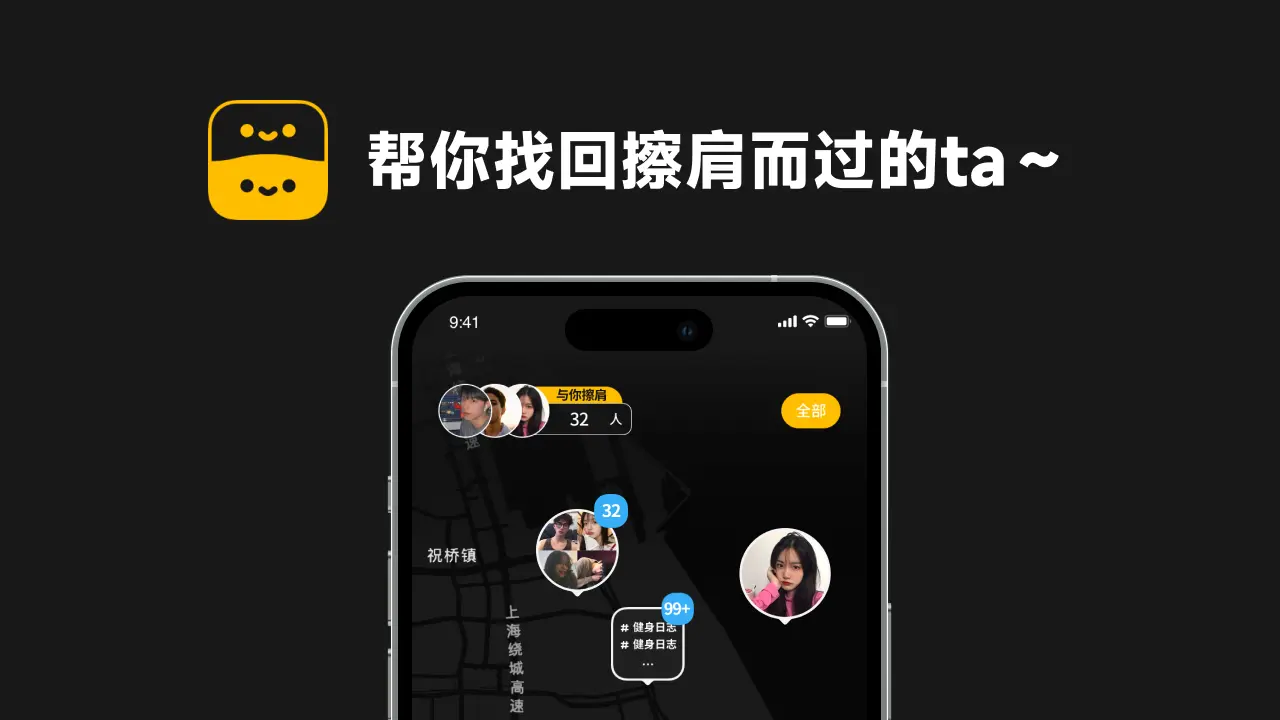 帮你找回擦肩而过的ta~
9:41
速
与你擦肩
32 人
全部
32
祝桥镇
99+
# 健身日志
# 健身日志
...
上海绕城高速